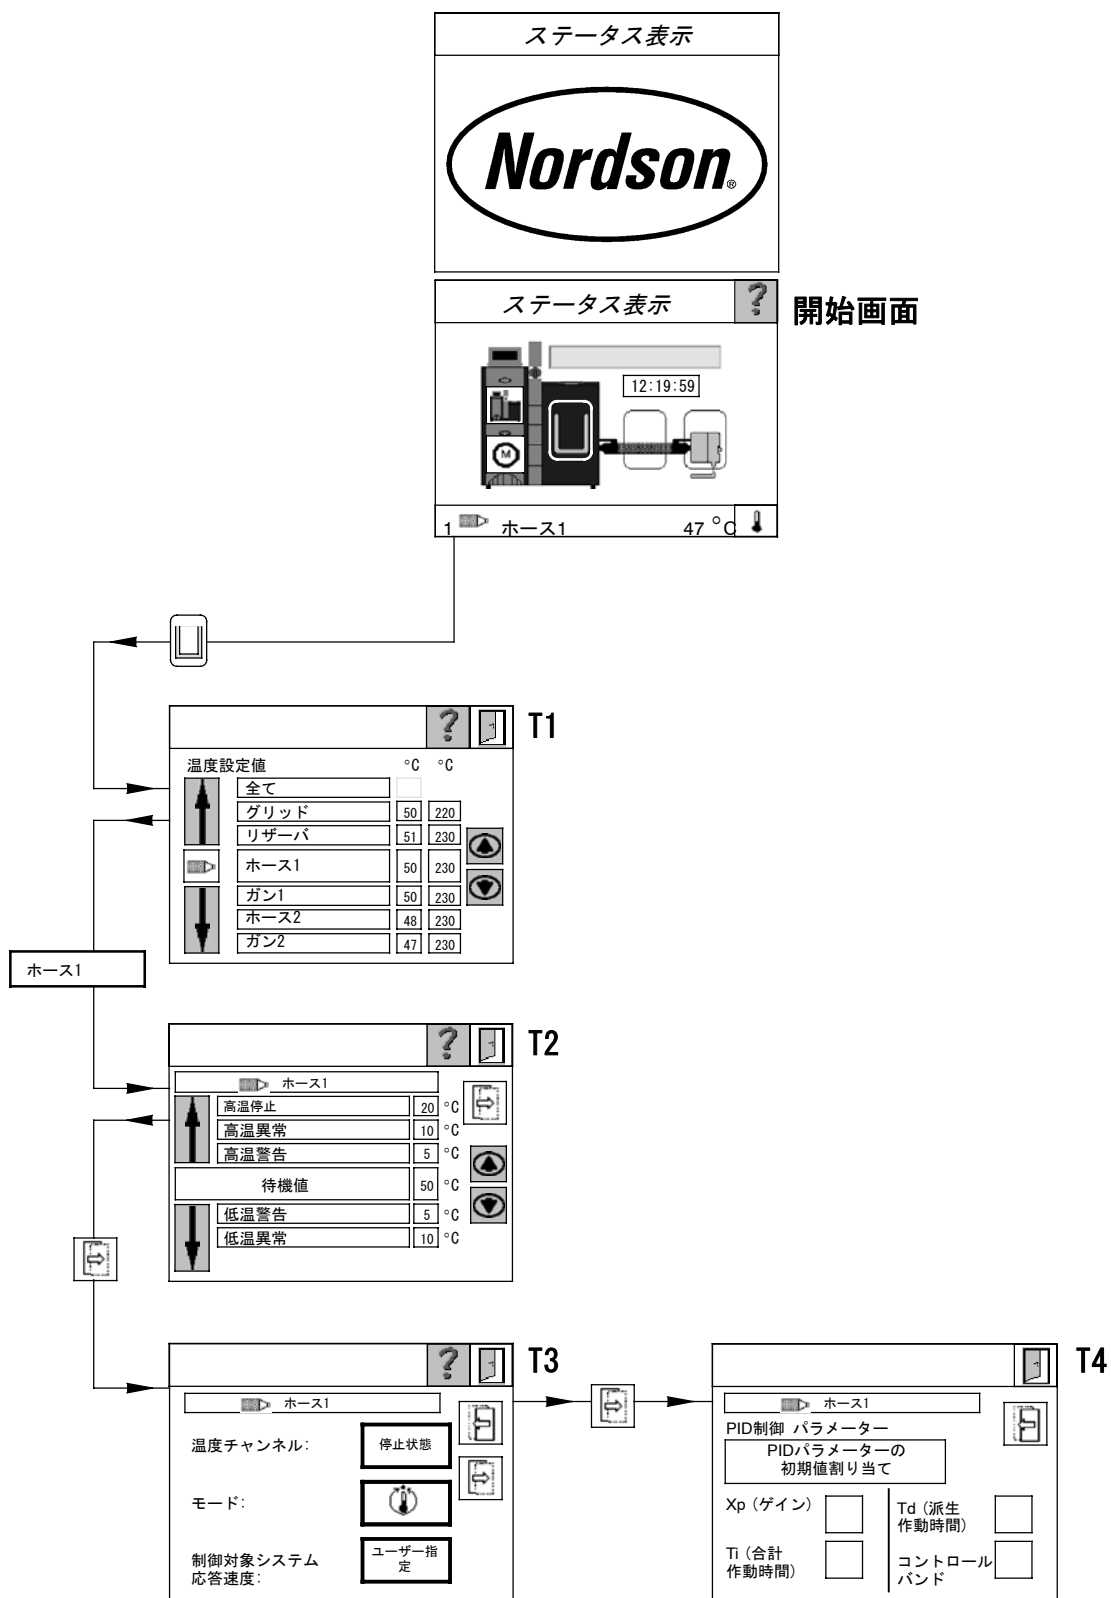 ステータス表示
Nordson®
ステータス表示
?
開始画面
12:19:59
M
1 ホース1 47 °C
T1
?
温度設定値 °C °C
全て
グリッド 50 220
リザーバ 51 230
ホース1 50 230
ガン1 50 230
ホース2 48 230
ガン2 47 230
ホース1
T2
?
ホース1
高温停止 20 °C
高温異常 10 °C
高温警告 5 °C
待機値 50 °C
低温警告 5 °C
低温異常 10 °C
T3
?
ホース1
温度チャンネル: 停止状態
モード:
制御対象システム
応答速度:
ユーザー指
定
T4
ホース1
PID制御 パラメーター
PIDパラメーターの
初期値割り当て
Xp (ゲイン)
Td (派生
作動時間)
Ti (合計
作動時間)
コントロール
バンド